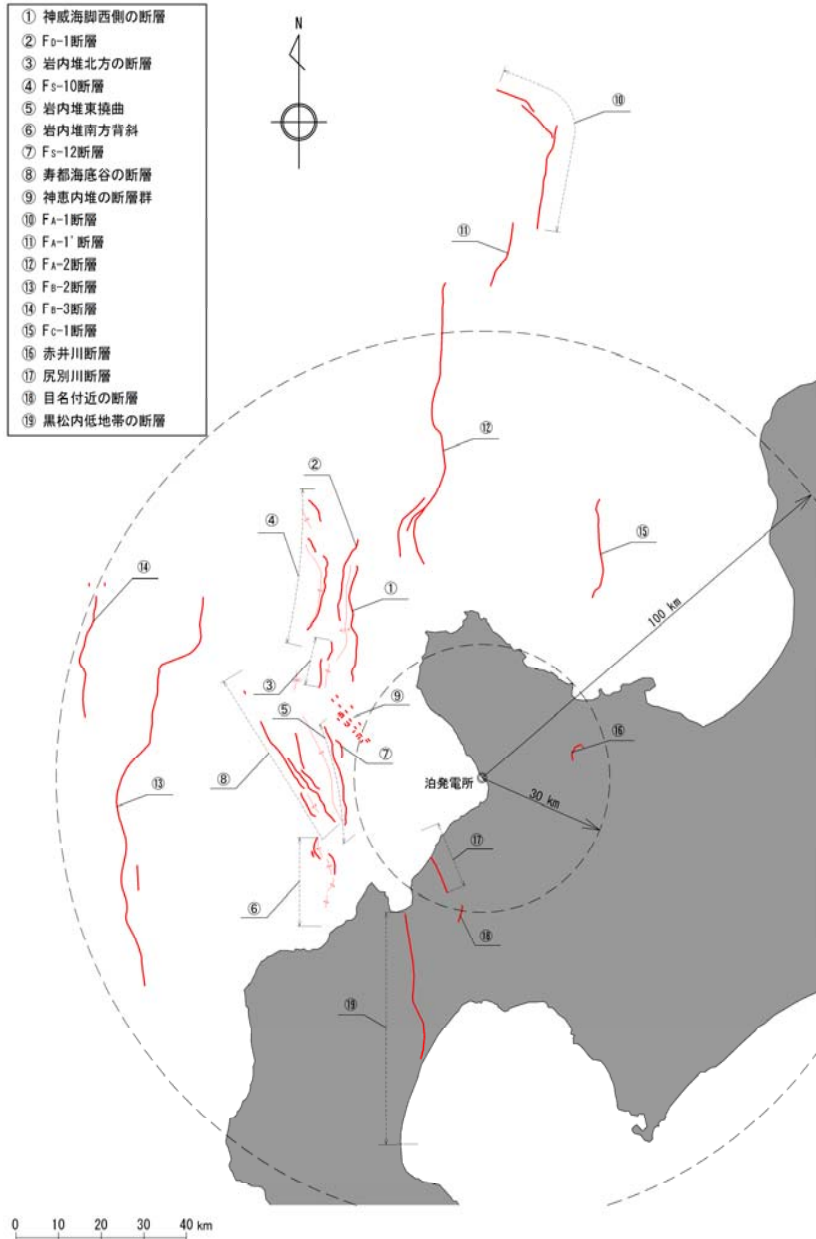 ① 神威海脚西側の断層
② FD-1断層
③ 岩内堆北方の断層
④ FS-10断層
⑤ 岩内堆東撓曲
⑥ 岩内堆南方背斜
⑦ FS-12断層
⑧ 寿都海底谷の断層
⑨ 神恵内堆の断層群
⑩ FA-1断層
⑪ FA-1'断層
⑫ FA-2断層
⑬ FB-2断層
⑭ FB-3断層
⑮ FC-1断層
⑯ 赤井川断層
⑰ 尻別川断層
⑱ 目名付近の断層
⑲ 黒松内低地帯の断層
N
⑩
⑪
⑫
②
④
⑮
⑭
①
100 km
③
⑨
⑤
⑦
⑯
⑧
泊発電所
⑬
30 km
⑰
⑥
⑱
⑲
0 10 20 30 40 km